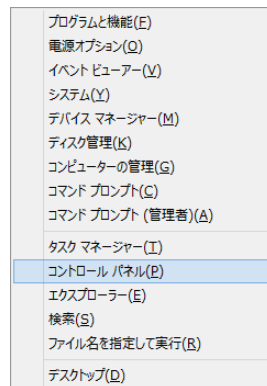 プログラムと機能(F)
電源オプション(O)
イベント ビューアー(V)
システム(Y)
デバイス マネージャー(M)
ディスク管理(K)
コンピューターの管理(G)
コマンド プロンプト(C)
コマンド プロンプト (管理者)(A)
タスク マネージャー(T)
コントロール パネル(P)
エクスプローラー(E)
検索(S)
ファイル名を指定して実行(R)
デスクトップ(D)